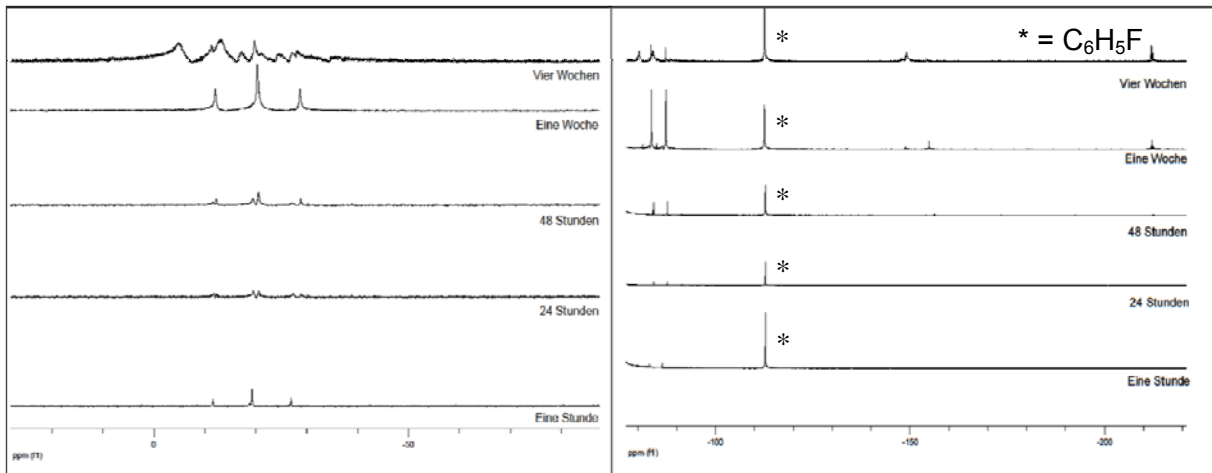 Vier Wochen
Eine Woche
48 Stunden
24 Stunden
Eine Stunde
0
-50
ppm (f1)
* = C₆H₅F
*
Vier Wochen
*
Eine Woche
*
48 Stunden
*
24 Stunden
*
Eine Stunde
-100
-150
-200
ppm (f1)